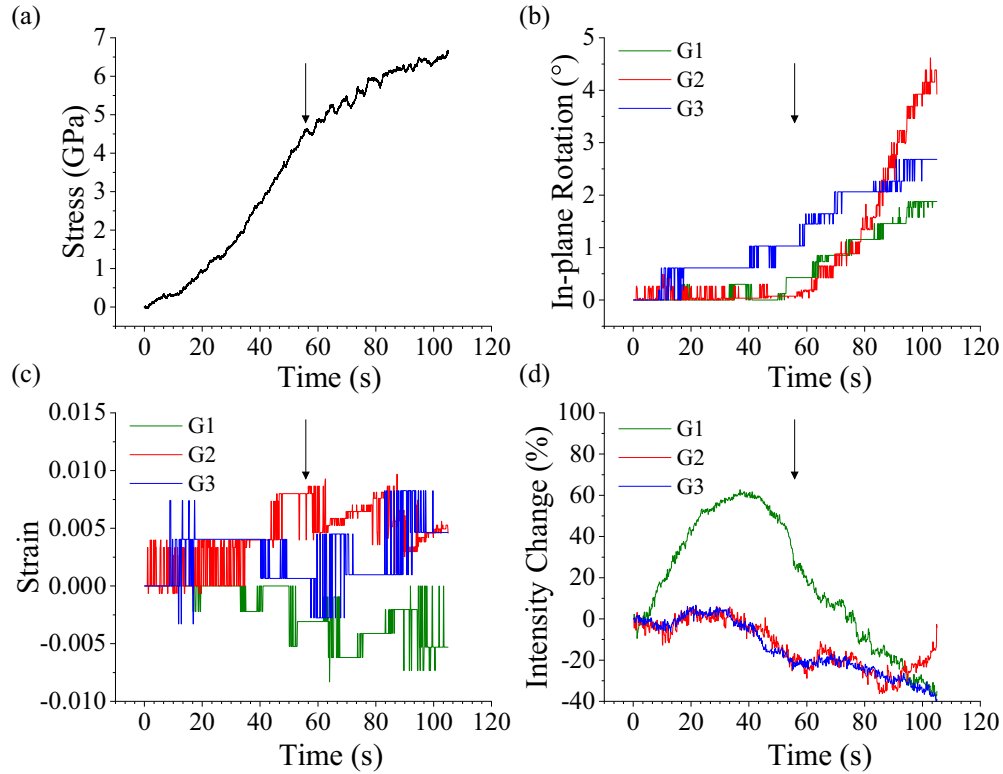 (a)
7
6
5
4
3
2
1
0
Stress (GPa)
0 20 40 60 80 100 120
Time (s)
(b)
G1
G2
G3
5
4
3
2
1
0
In-plane Rotation (°)
0 20 40 60 80 100 120
Time (s)
(c)
G1
G2
G3
0.015
0.010
0.005
0.000
-0.005
-0.010
Strain
0 20 40 60 80 100 120
Time (s)
(d)
G1
G2
G3
100
80
60
40
20
0
-20
-40
Intensity Change (%)
0 20 40 60 80 100 120
Time (s)